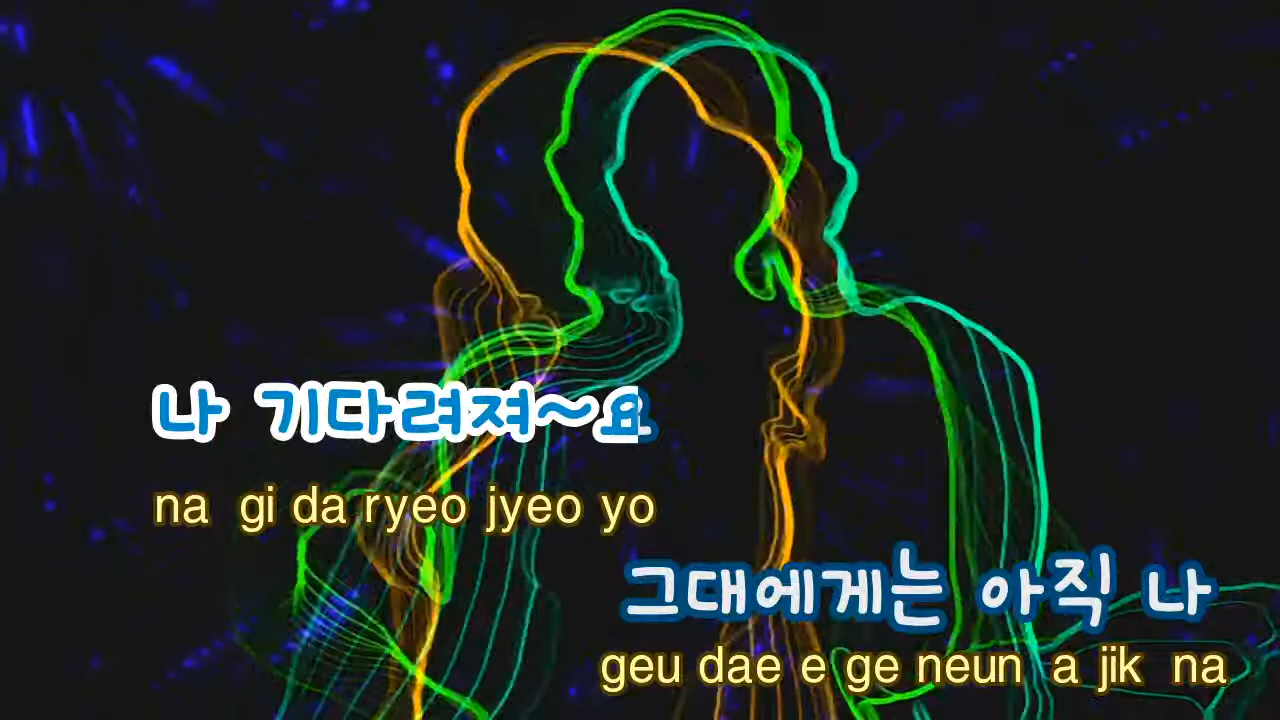 나 기다려져~요
na gi da ryeo jyeo yo
그대에게는 아직 나
geu dae e ge neun a jik na